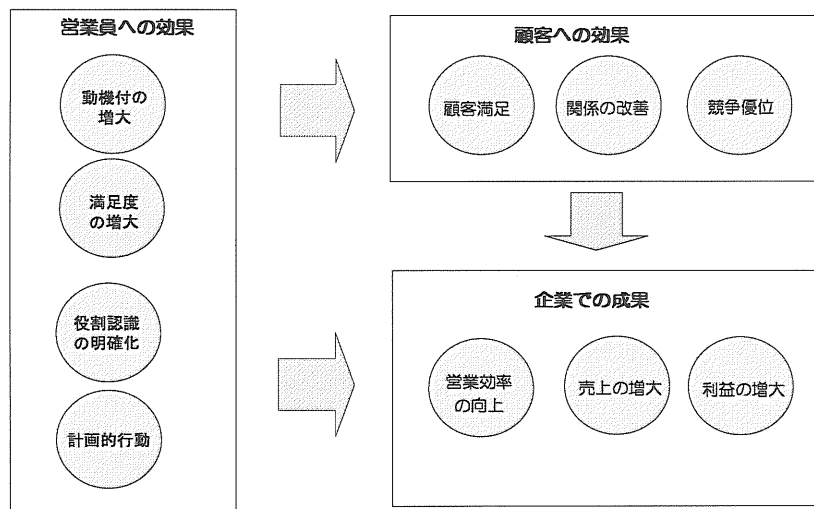 営業員への効果
動機付の
増大
満足度
の増大
役割認識
の明確化
計画的行動
顧客への効果
顧客満足
関係の改善
競争優位
企業での成果
営業効率
の向上
売上の増大
利益の増大